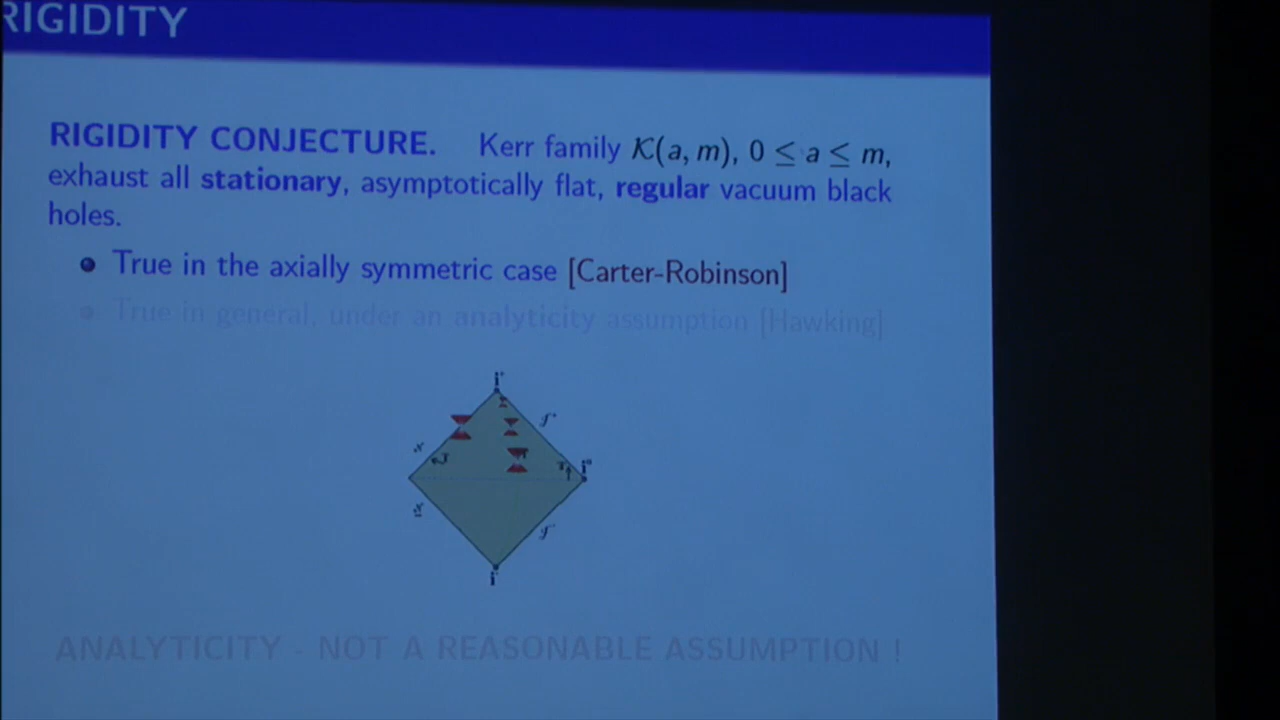 RIGIDITY
RIGIDITY CONJECTURE. Kerr family 𝒦(a, m), 0 ≤ a ≤ m,
exhaust all stationary, asymptotically flat, regular vacuum black
holes.
• True in the axially symmetric case [Carter-Robinson]
• True in general, under an analyticity assumption [Hawking]
i⁺
i⁰
i⁻
ANALYTICITY - NOT A REASONABLE ASSUMPTION !